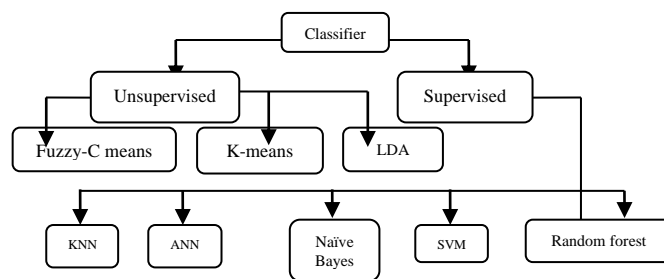 Classifier
Unsupervised
Supervised
Fuzzy-C means
K-means
LDA
KNN
ANN
Naïve
Bayes
SVM
Random forest